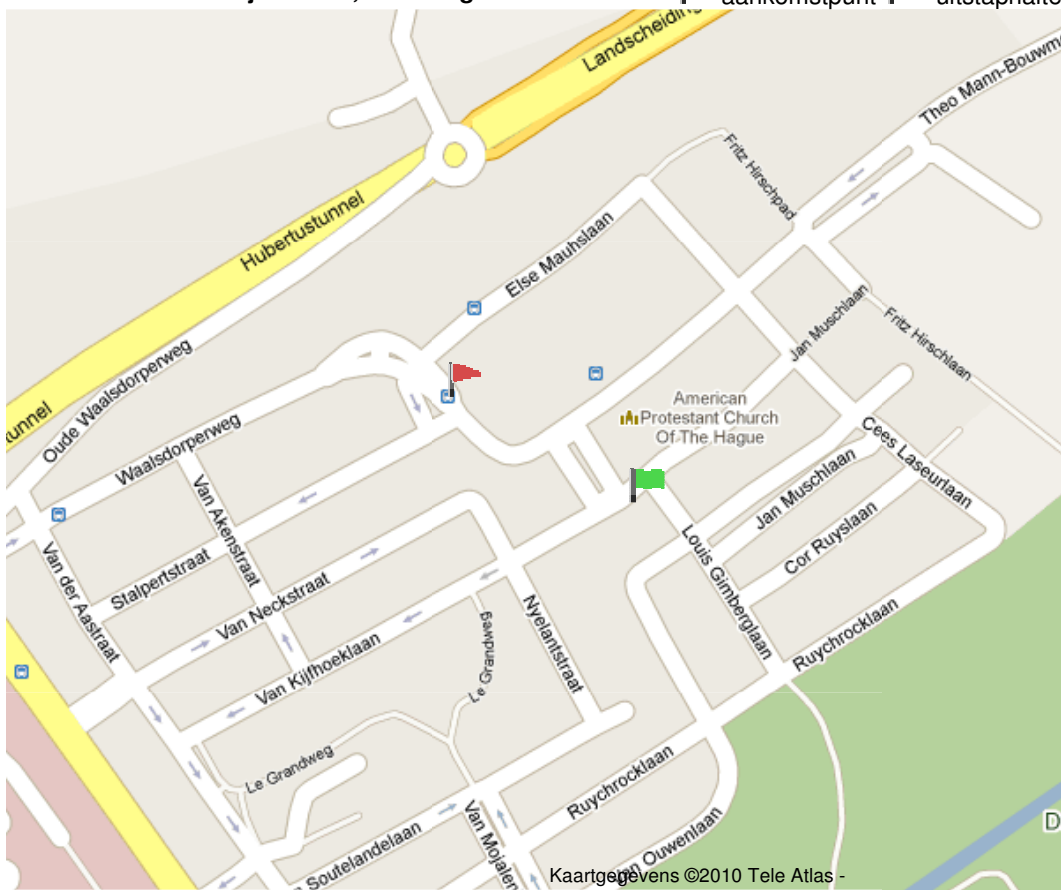 aankomstpunt
uitstaphalte
Landscheiding
Theo Mann-Bouwm
Fritz Hirschpad
Hubertustunnel
Else Mauhslaan
Jan Muschlaan
Fritz Hirschlaan
Oude Waalsdorperweg
tunnel
Waalsdorperweg
American
Protestant Church
Of The Hague
Cees Laseurlaan
Jan Muschlaan
Van Akenstraat
Louis Gimberglaan
Cor Ruyslaan
Van der Aastraat
Stalpertstraat
Van Neckstraat
Nyelantstraat
Ruychrocklaan
Van Kijfhoeklaan
Le Grandweg
Le Grandweg
Ruychrocklaan
Van Mojalen
an Ouwenlaan
n Soutelandelaan
D
Kaartgegevens ©2010 Tele Atlas -